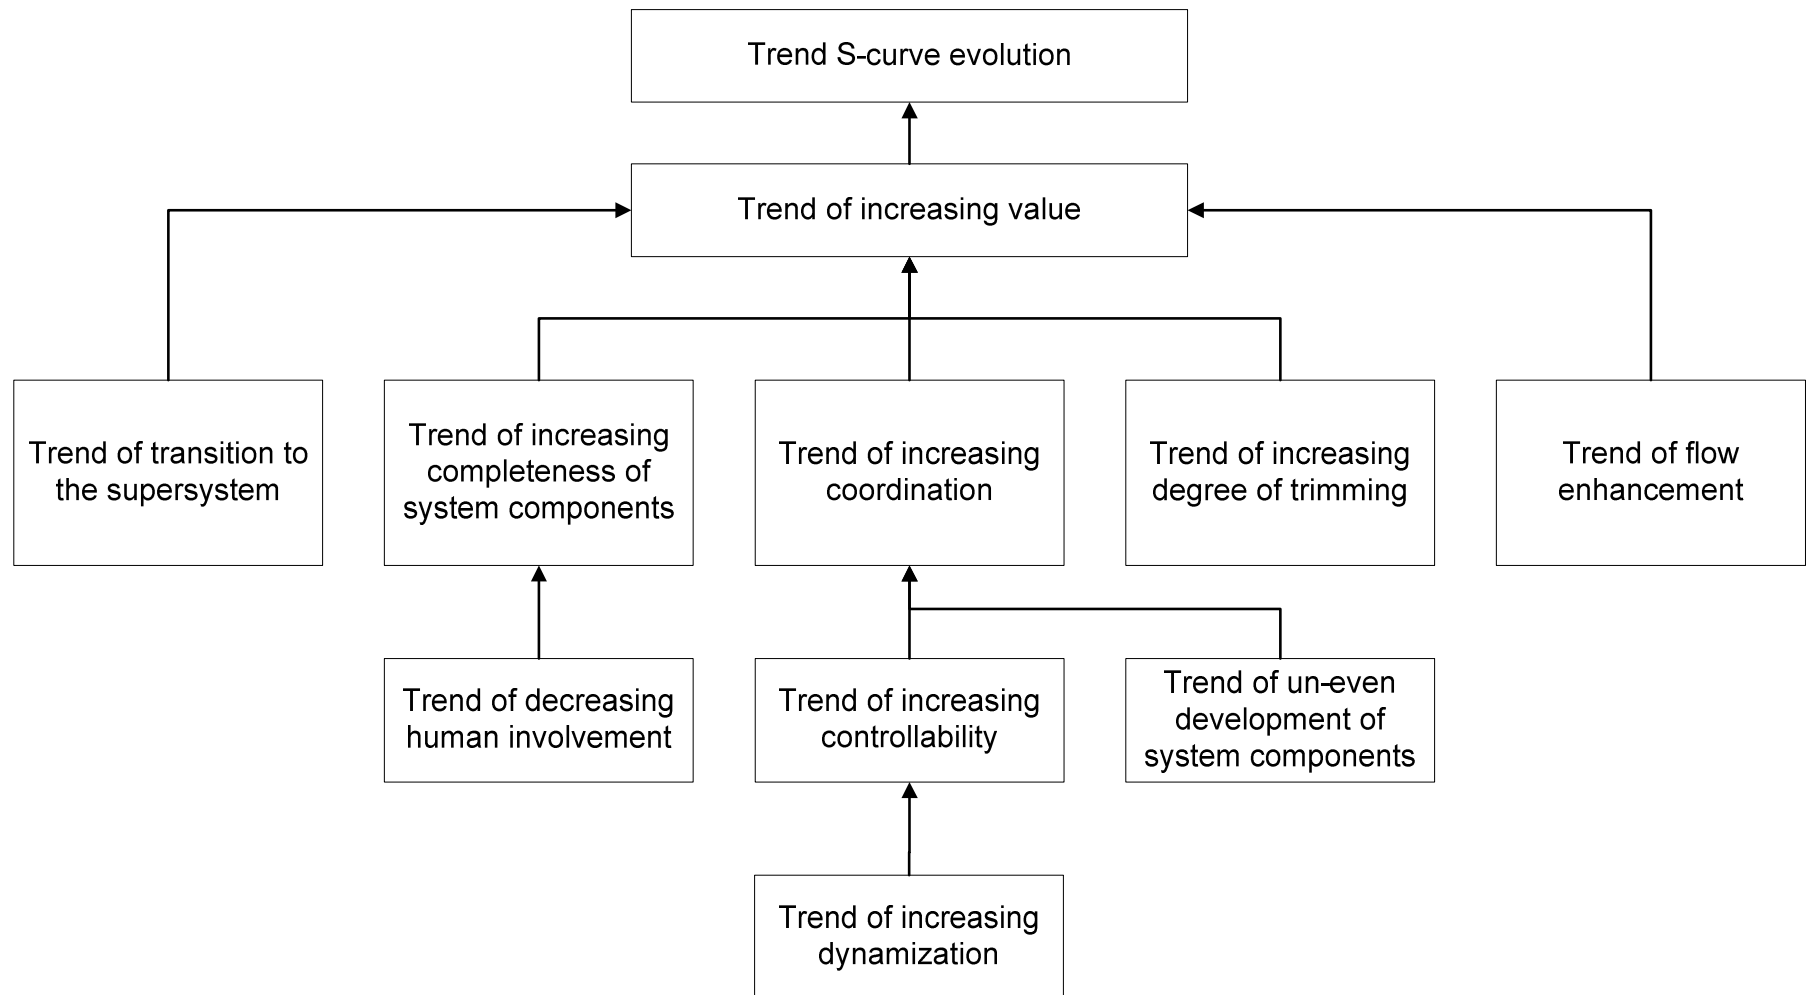 Trend S-curve evolution
Trend of increasing value
Trend of transition to
the supersystem
Trend of increasing
completeness of
system components
Trend of increasing
coordination
Trend of increasing
degree of trimming
Trend of flow
enhancement
Trend of decreasing
human involvement
Trend of increasing
controllability
Trend of un-even
development of
system components
Trend of increasing
dynamization